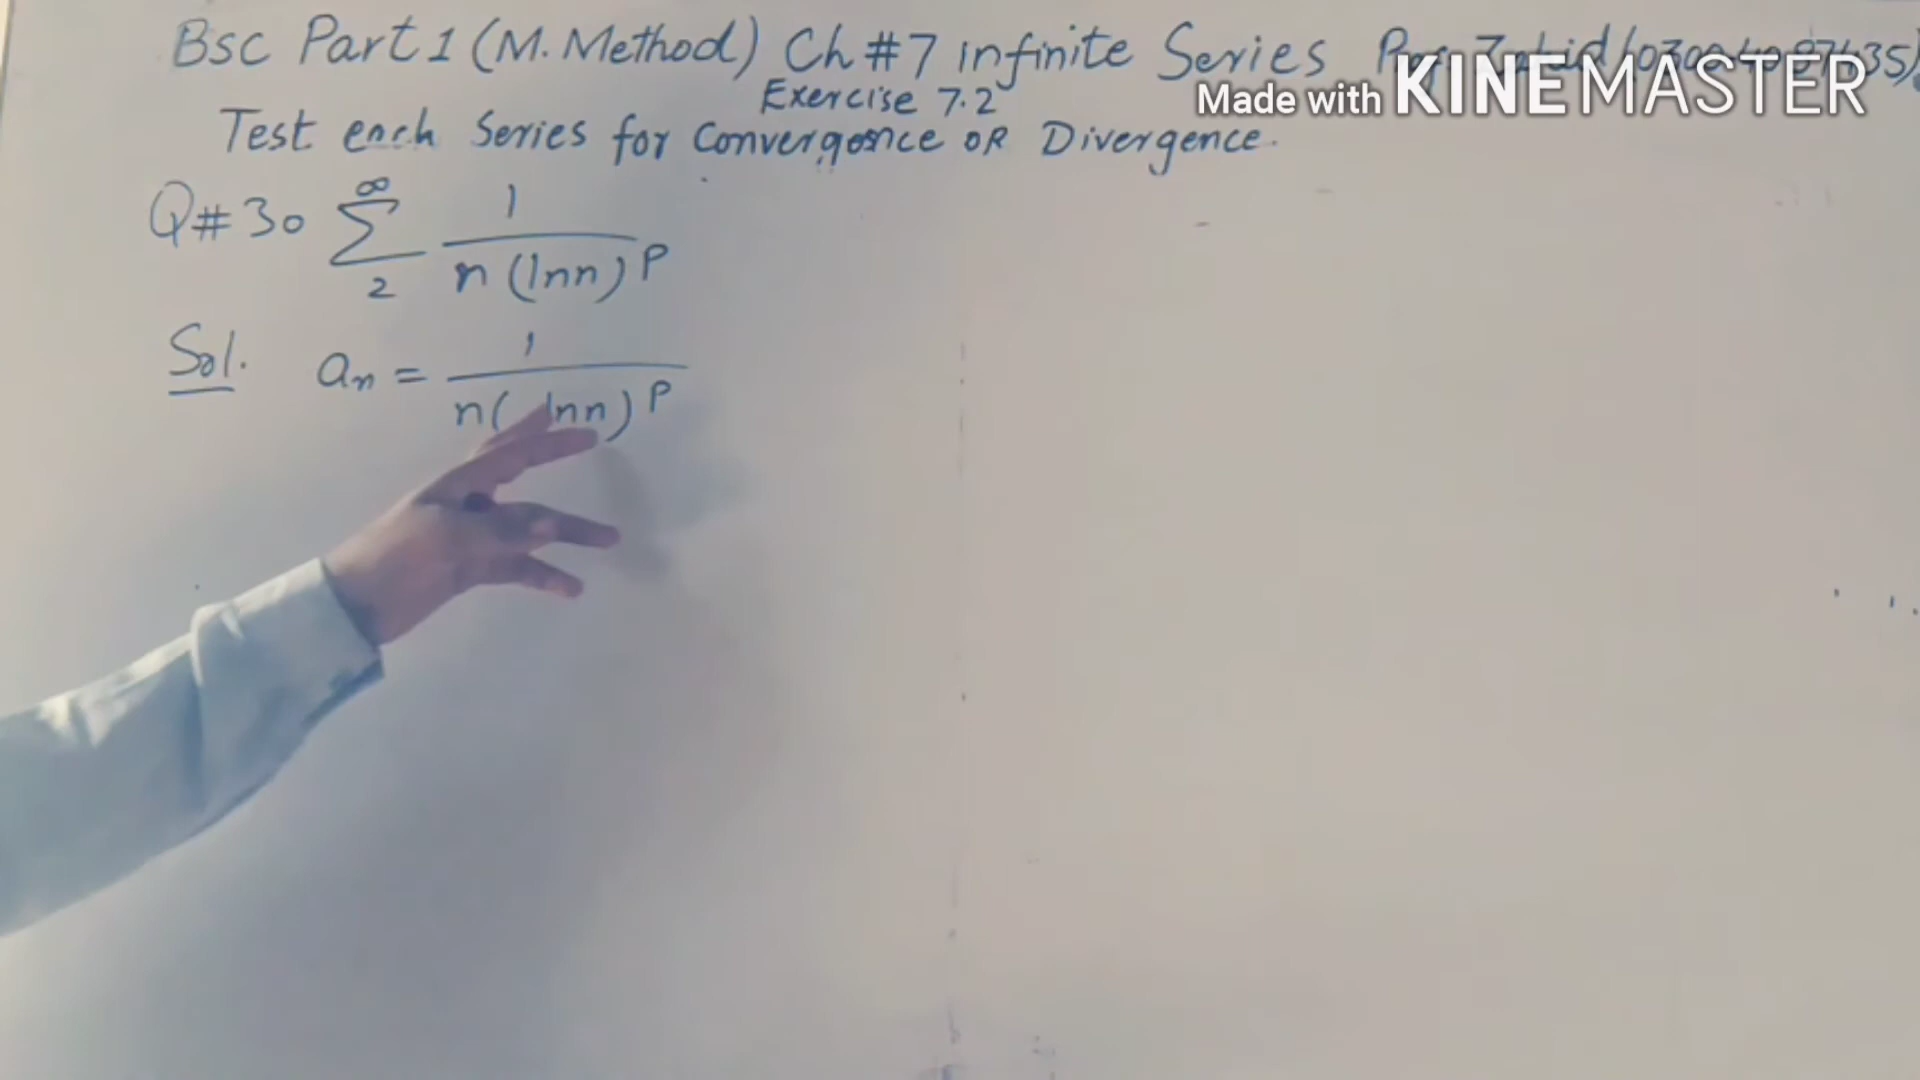 Bsc Part 1 (M. Method) Ch #7 infinite Series
Made with KINEMASTER
Exercise 7.2
Test each Series for Convergence OR Divergence.
Q#30 ∞∑2 1/n(lnn)^P
Sol. an = 1/n(lnn)^P